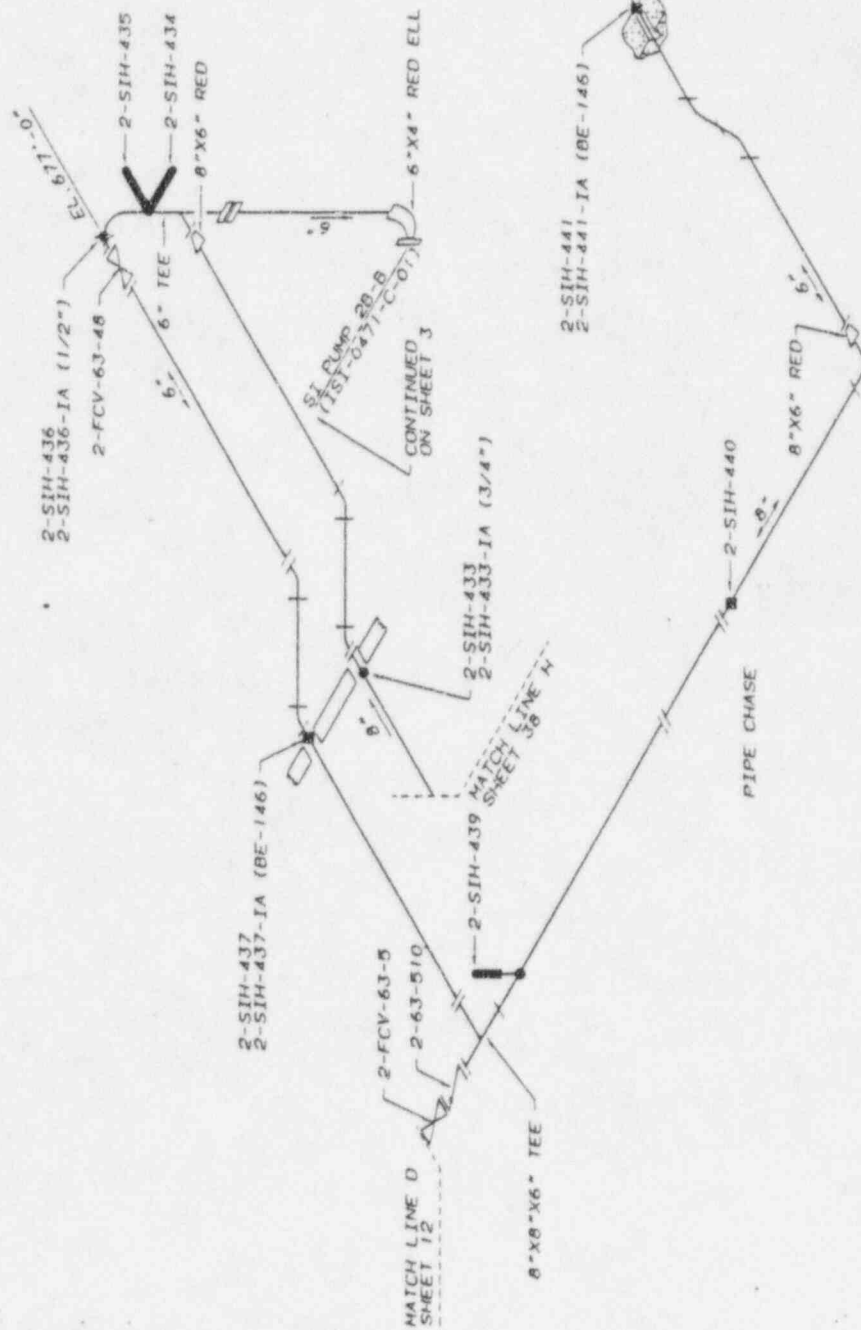 2-SIH-435
2-SIH-434
EL.677'-0"
8"X6" RED
6"X4" RED ELL
6"
2-SIH-436
2-SIH-436-IA (1/2")
2-FCV-63-48
6" TEE
6"
SI PUMP 2B-B
(ISI-0471-C-01)
CONTINUED
ON SHEET 3
2-SIH-441
2-SIH-441-IA (BE-146)
6"
8"X6" RED
2-SIH-433
2-SIH-433-IA (3/4")
8"
MATCH LINE H
SHEET 38
2-SIH-440
8"
PIPE CHASE
2-SIH-437
2-SIH-437-IA (BE-146)
2-SIH-439
2-FCV-63-5
2-63-510
MATCH LINE D
SHEET 12
8"X8"X6" TEE